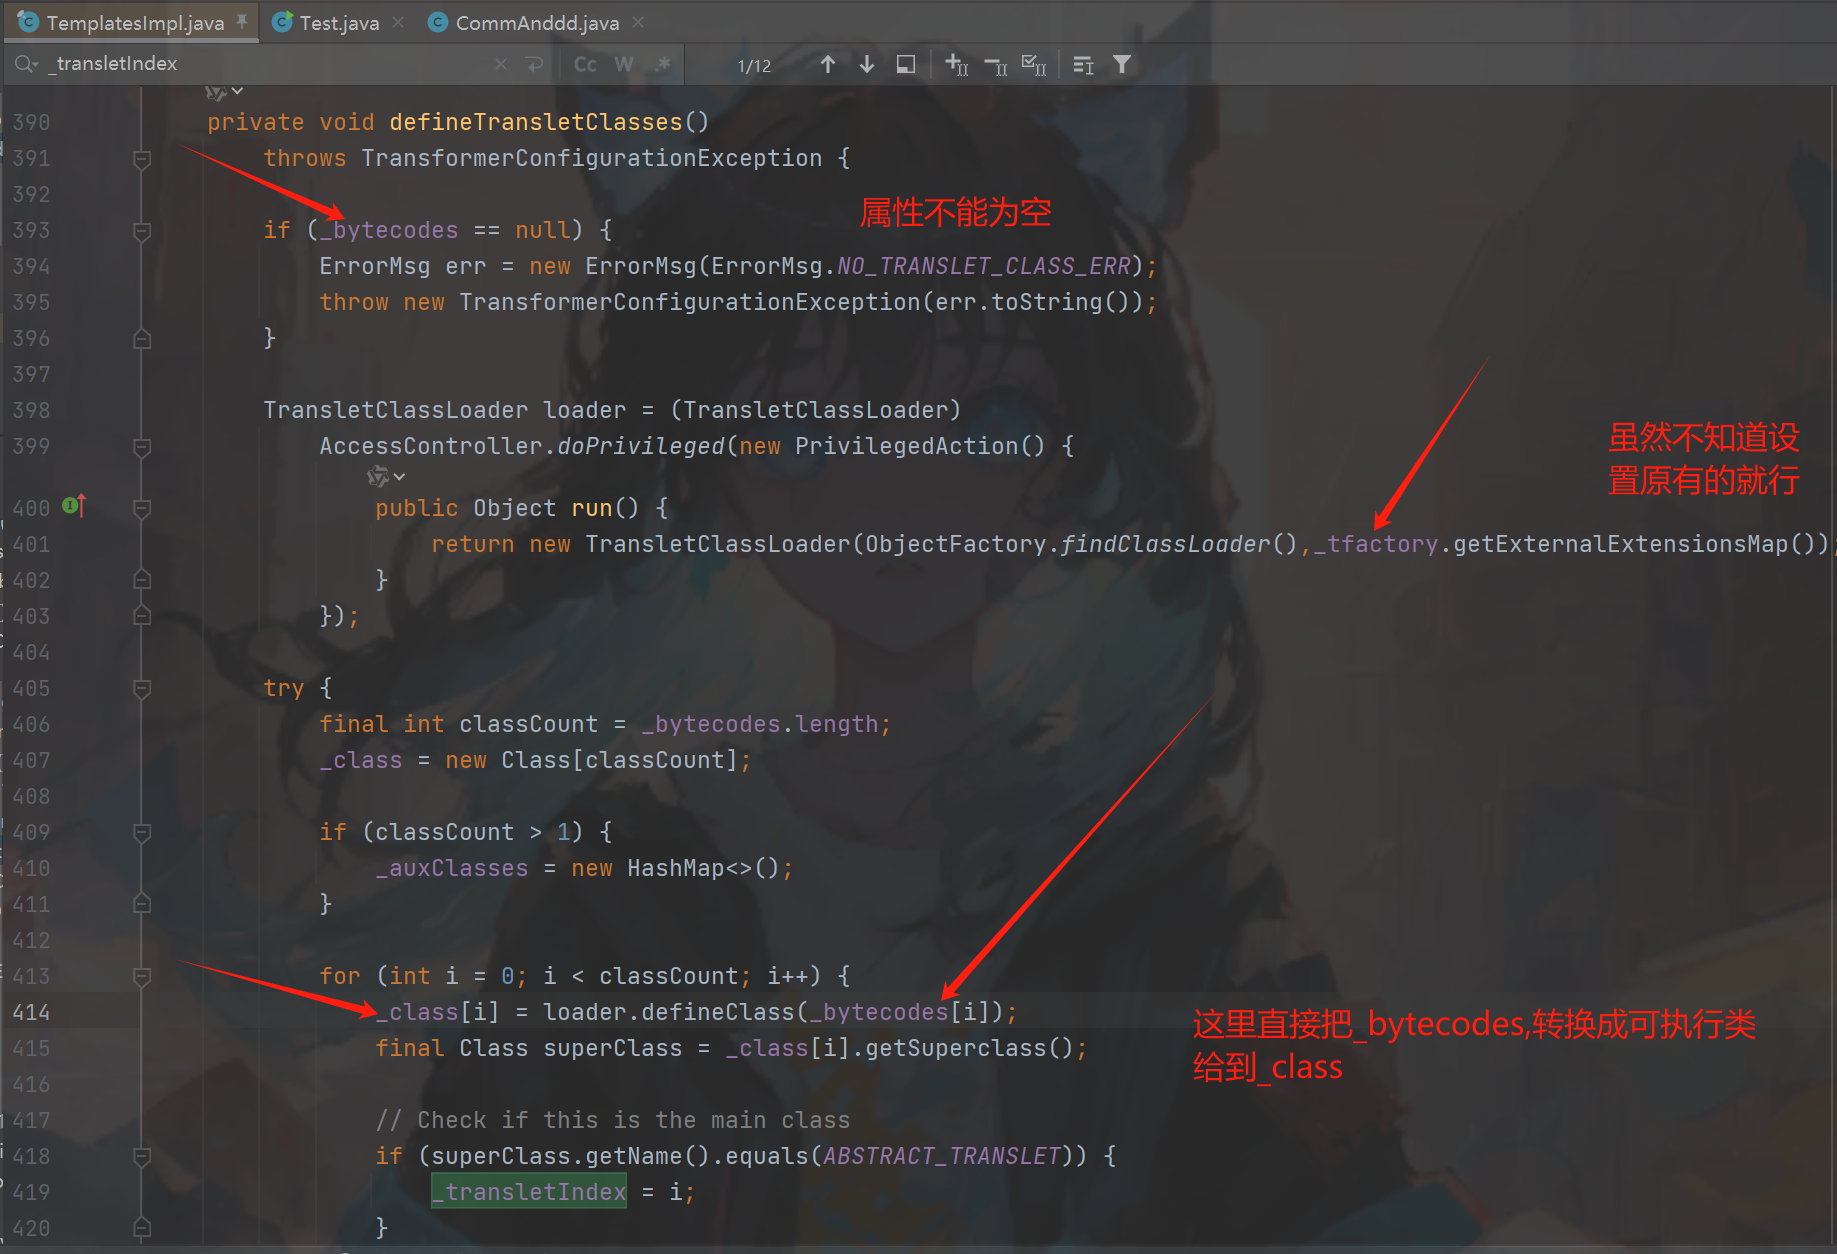 TemplatesImpl.java
Test.java
CommAnddd.java
_transletIndex
Cc W .*
1/12
390 private void defineTransletClasses()
391 throws TransformerConfigurationException {
392
属性不能为空
393 if (_bytecodes == null) {
394 ErrorMsg err = new ErrorMsg(ErrorMsg.NO_TRANSLET_CLASS_ERR);
395 throw new TransformerConfigurationException(err.toString());
396 }
397
398 TransletClassLoader loader = (TransletClassLoader)
399 AccessController.doPrivileged(new PrivilegedAction() {
虽然不知道设
置原有的就行
400 public Object run() {
401 return new TransletClassLoader(ObjectFactory.findClassLoader(),_tfactory.getExternalExtensionsMap());
402 }
403 });
404
405 try {
406 final int classCount = _bytecodes.length;
407 _class = new Class[classCount];
408
409 if (classCount > 1) {
410 _auxClasses = new HashMap<>();
411 }
412
413 for (int i = 0; i < classCount; i++) {
414 _class[i] = loader.defineClass(_bytecodes[i]);
这里直接把_bytecodes,转换成可执行类
给到_class
415 final Class superClass = _class[i].getSuperclass();
416
417 // Check if this is the main class
418 if (superClass.getName().equals(ABSTRACT_TRANSLET)) {
419 _transletIndex = i;
420 }